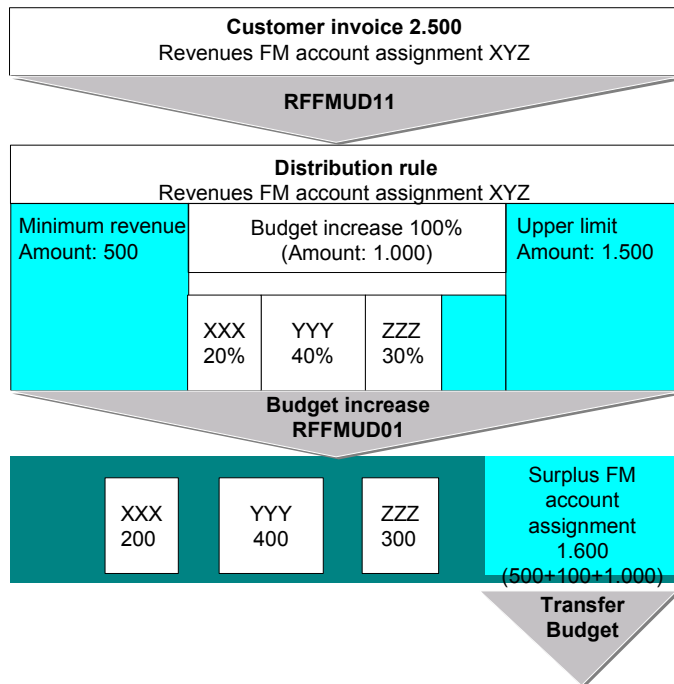 Customer invoice 2.500
Revenues FM account assignment XYZ
RFFMUD11
Distribution rule
Revenues FM account assignment XYZ
Minimum revenue
Amount: 500
Budget increase 100%
(Amount: 1.000)
Upper limit
Amount: 1.500
XXX
20%
YYY
40%
ZZZ
30%
Budget increase
RFFMUD01
XXX
200
YYY
400
ZZZ
300
Surplus FM
account
assignment
1.600
(500+100+1.000)
Transfer
Budget